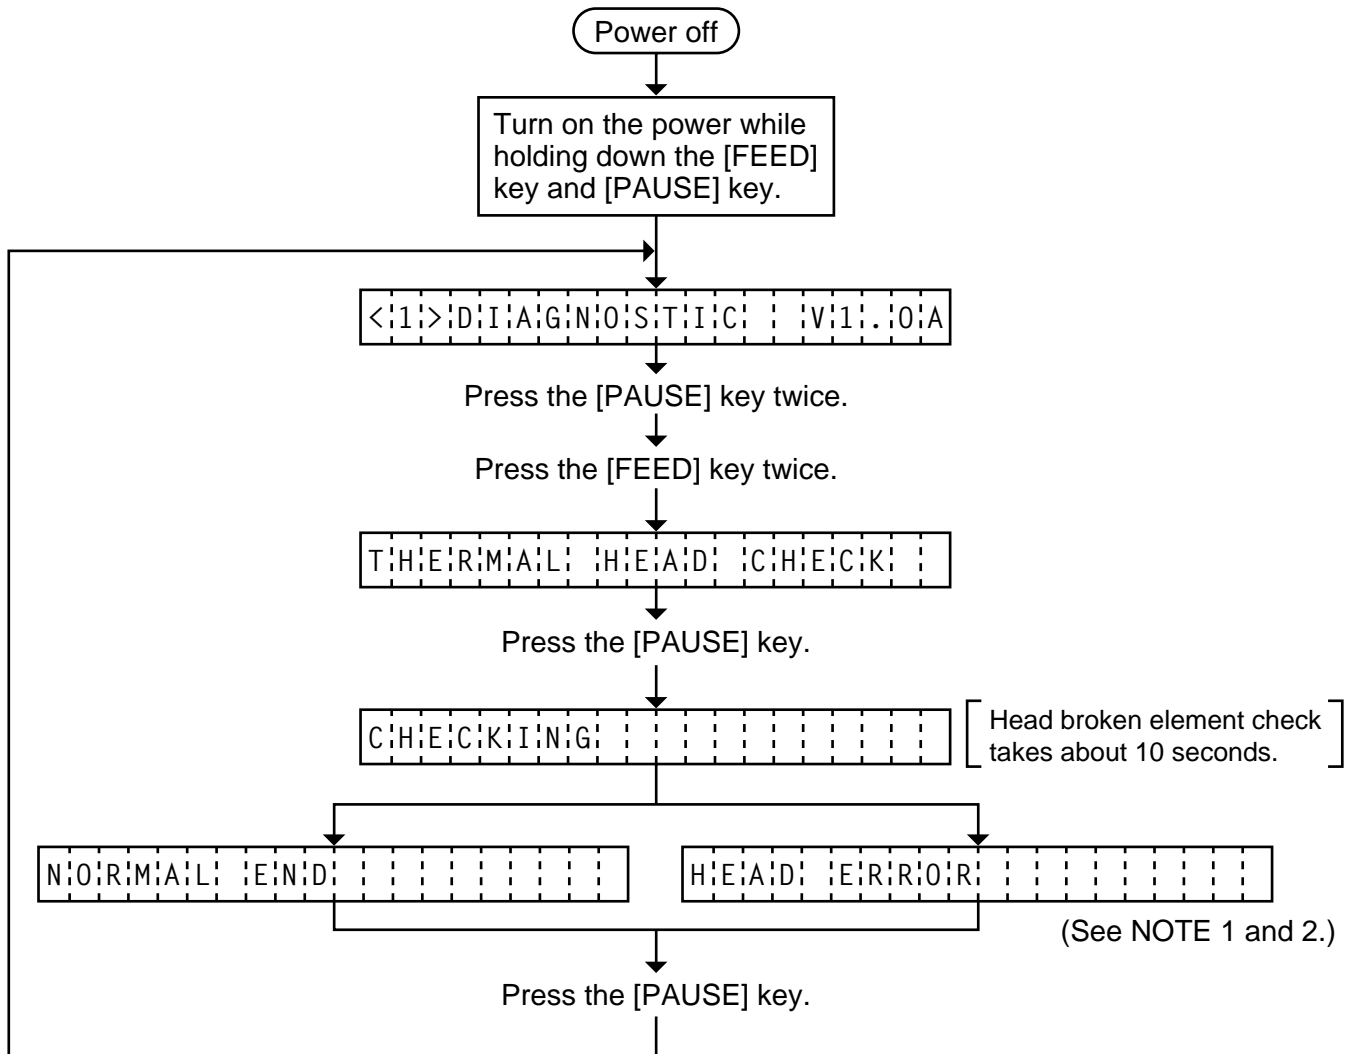 Power off
Turn on the power while
holding down the [FEED]
key and [PAUSE] key.
<1>DIAGNOSTIC  V1.0A
Press the [PAUSE] key twice.
Press the [FEED] key twice.
THERMAL HEAD CHECK
Press the [PAUSE] key.
CHECKING
Head broken element check
takes about 10 seconds.
NORMAL END
HEAD ERROR
(See NOTE 1 and 2.)
Press the [PAUSE] key.